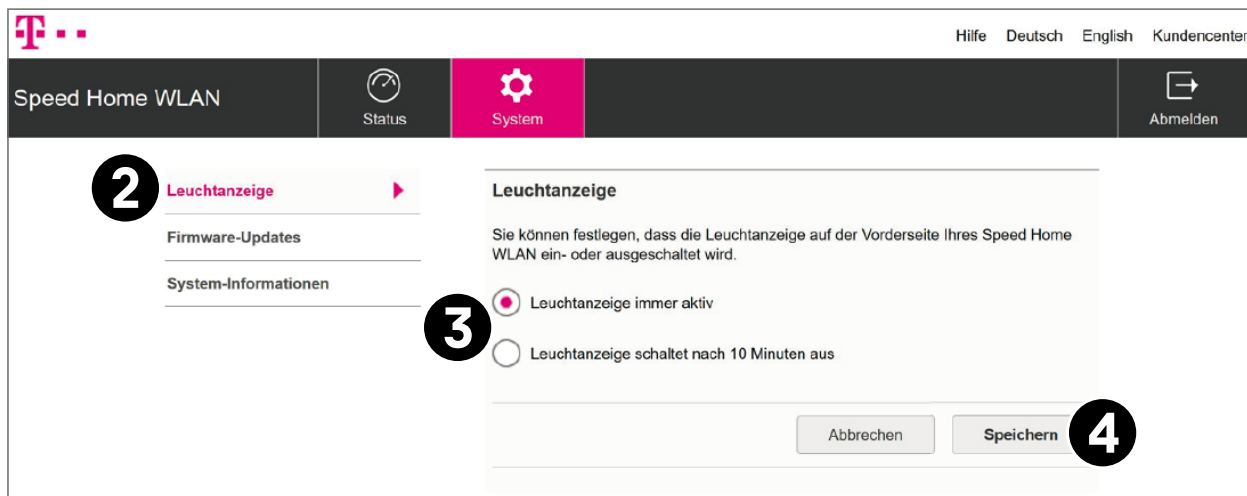 Hilfe Deutsch English Kundencenter
Speed Home WLAN
Status
System
Abmelden
2
Leuchtanzeige
Firmware-Updates
System-Informationen
Leuchtanzeige
Sie können festlegen, dass die Leuchtanzeige auf der Vorderseite Ihres Speed Home
WLAN ein- oder ausgeschaltet wird.
3
Leuchtanzeige immer aktiv
Leuchtanzeige schaltet nach 10 Minuten aus
Abbrechen
Speichern
4